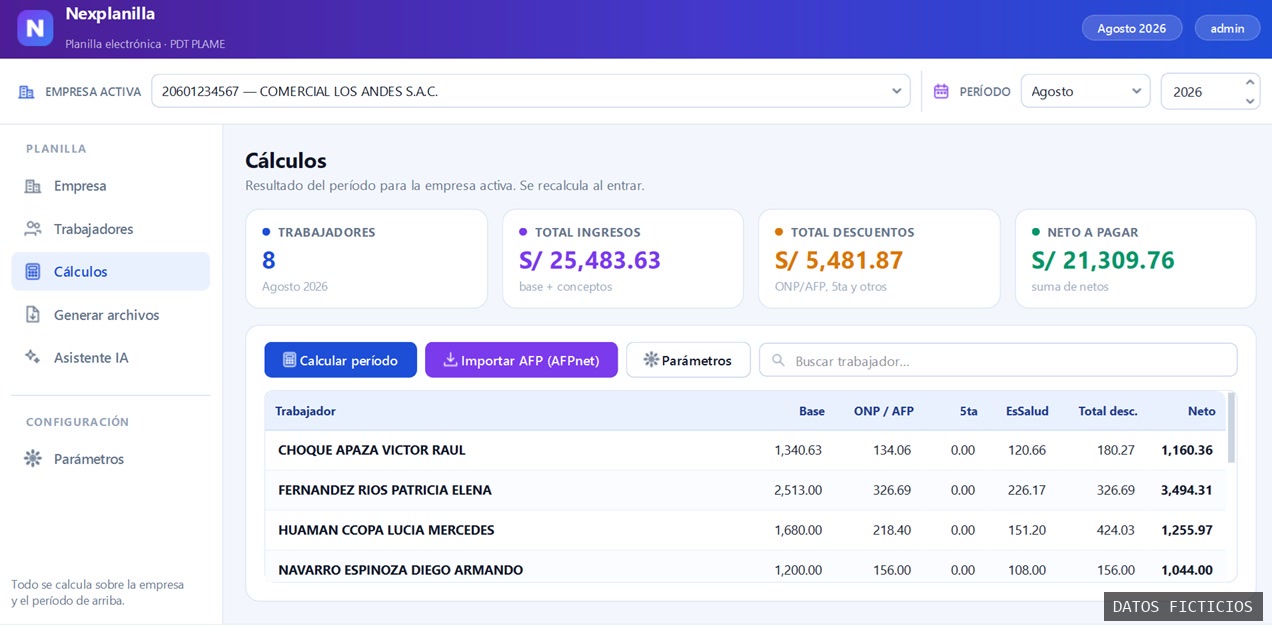 Nexplanilla
N
Planilla electrónica · PDT PLAME
Agosto 2026
admin
EMPRESA ACTIVA
20601234567 — COMERCIAL LOS ANDES S.A.C.
PERÍODO
Agosto
2026
PLANILLA
Empresa
Trabajadores
Cálculos
Generar archivos
Asistente IA
CONFIGURACIÓN
Parámetros
Todo se calcula sobre la empresa
y el período de arriba.
Cálculos
Resultado del período para la empresa activa. Se recalcula al entrar.
TRABAJADORES
8
Agosto 2026
TOTAL INGRESOS
S/ 25,483.63
base + conceptos
TOTAL DESCUENTOS
S/ 5,481.87
ONP/AFP, 5ta y otros
NETO A PAGAR
S/ 21,309.76
suma de netos
Calcular período
Importar AFP (AFPnet)
Parámetros
Buscar trabajador...
Trabajador Base ONP / AFP 5ta EsSalud Total desc. Neto
CHOQUE APAZA VICTOR RAUL 1,340.63 134.06 0.00 120.66 180.27 1,160.36
FERNANDEZ RIOS PATRICIA ELENA 2,513.00 326.69 0.00 226.17 326.69 3,494.31
HUAMAN CCOPA LUCIA MERCEDES 1,680.00 218.40 0.00 151.20 424.03 1,255.97
NAVARRO ESPINOZA DIEGO ARMANDO 1,200.00 156.00 0.00 108.00 156.00 1,044.00
DATOS FICTICIOS